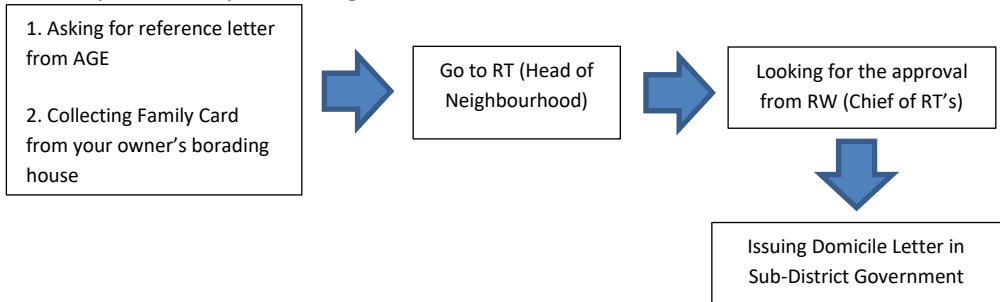 1. Asking for reference letter
from AGE
2. Collecting Family Card
from your owner's borading
house
Go to RT (Head of
Neighbourhood)
Looking for the approval
from RW (Chief of RT's)
Issuing Domicile Letter in
Sub-District Government